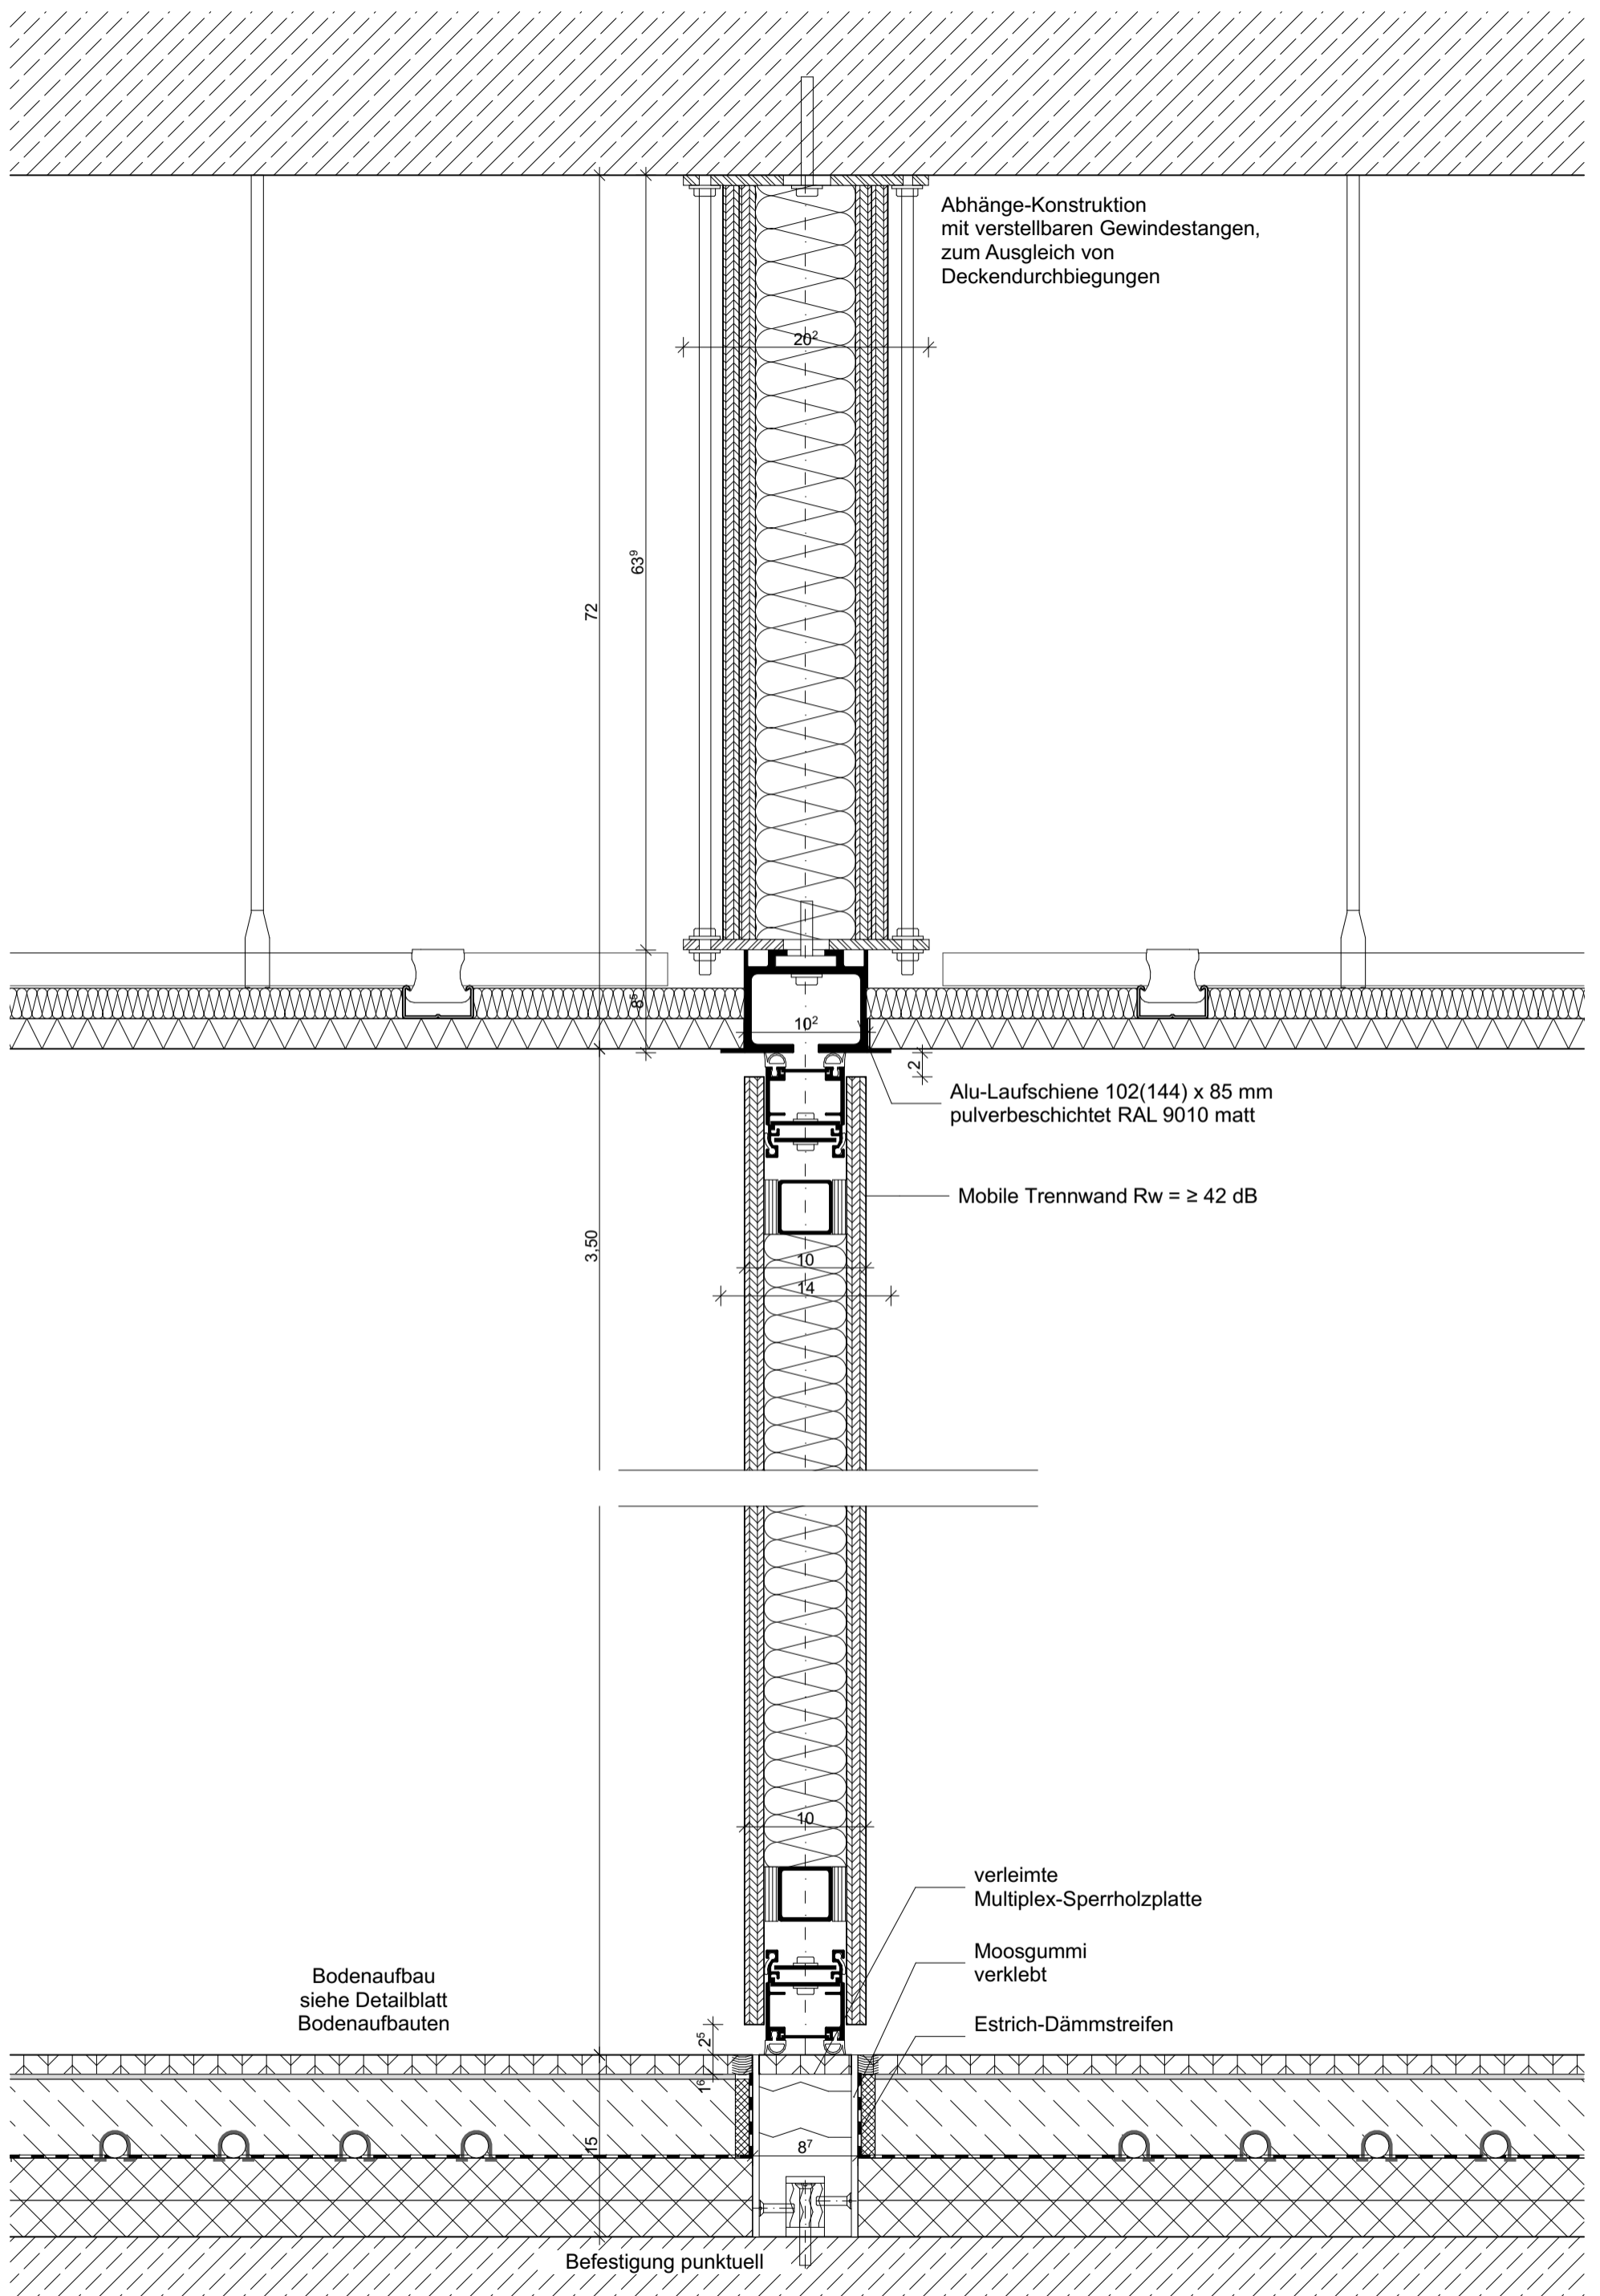 Abhänge-Konstruktion
mit verstellbaren Gewindestangen,
zum Ausgleich von
Deckendurchbiegungen
20²
63⁹
72
8⁵
10²
2
Alu-Laufschiene 102(144) x 85 mm
pulverbeschichtet RAL 9010 matt
Mobile Trennwand Rw = ≥ 42 dB
3,50
10
14
10
verleimte
Multiplex-Sperrholzplatte
Moosgummi
verklebt
Estrich-Dämmstreifen
Bodenaufbau
siehe Detailblatt
Bodenaufbauten
2⁵
1⁶
15
8⁷
Befestigung punktuell